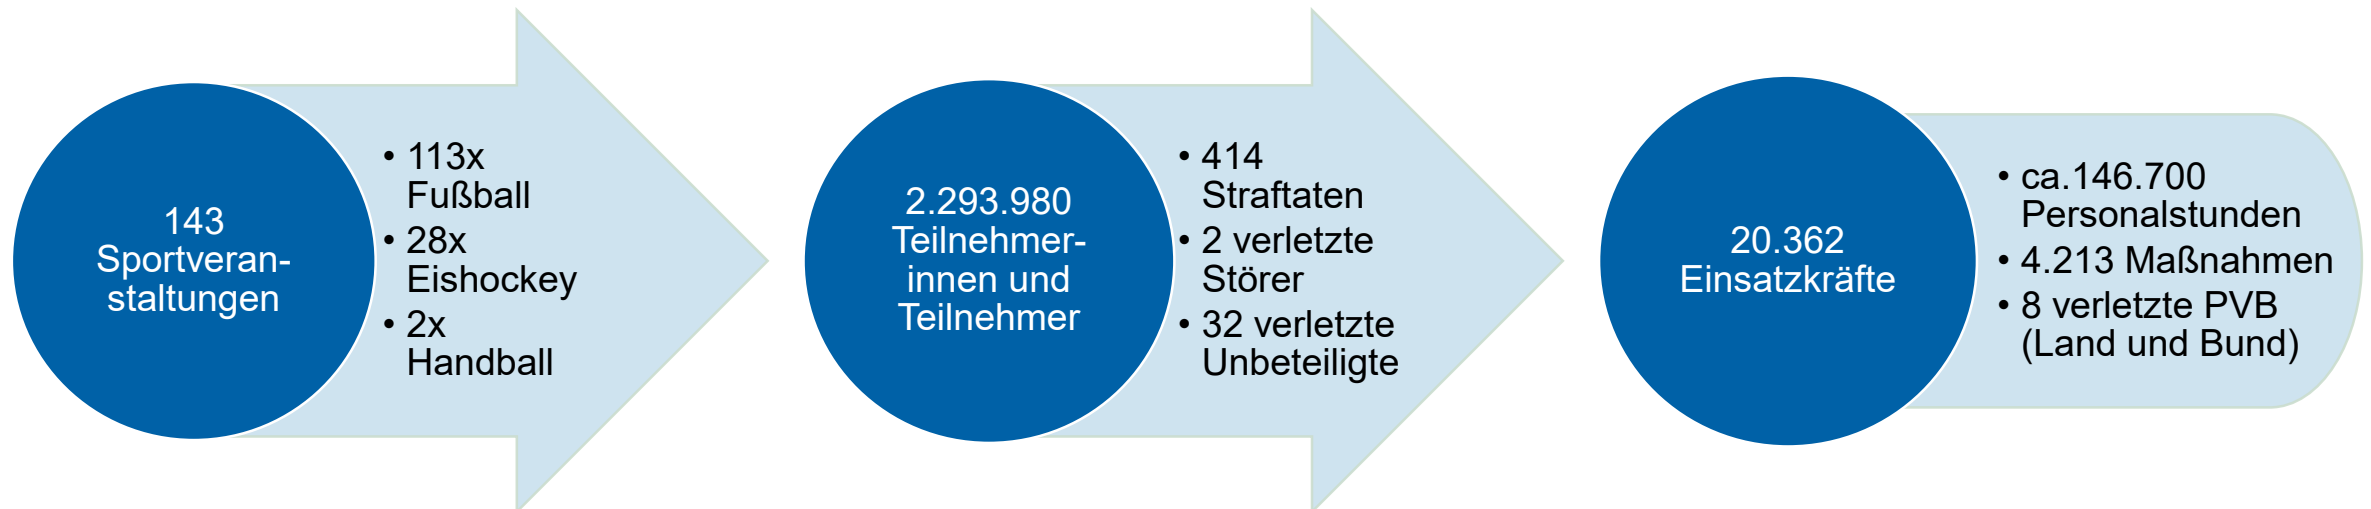 143
Sportveran-
staltungen
• 113x
Fußball
• 28x
Eishockey
• 2x
Handball
2.293.980
Teilnehmer-
innen und
Teilnehmer
• 414
Straftaten
• 2 verletzte
Störer
• 32 verletzte
Unbeteiligte
20.362
Einsatzkräfte
• ca.146.700
Personalstunden
• 4.213 Maßnahmen
• 8 verletzte PVB
(Land und Bund)